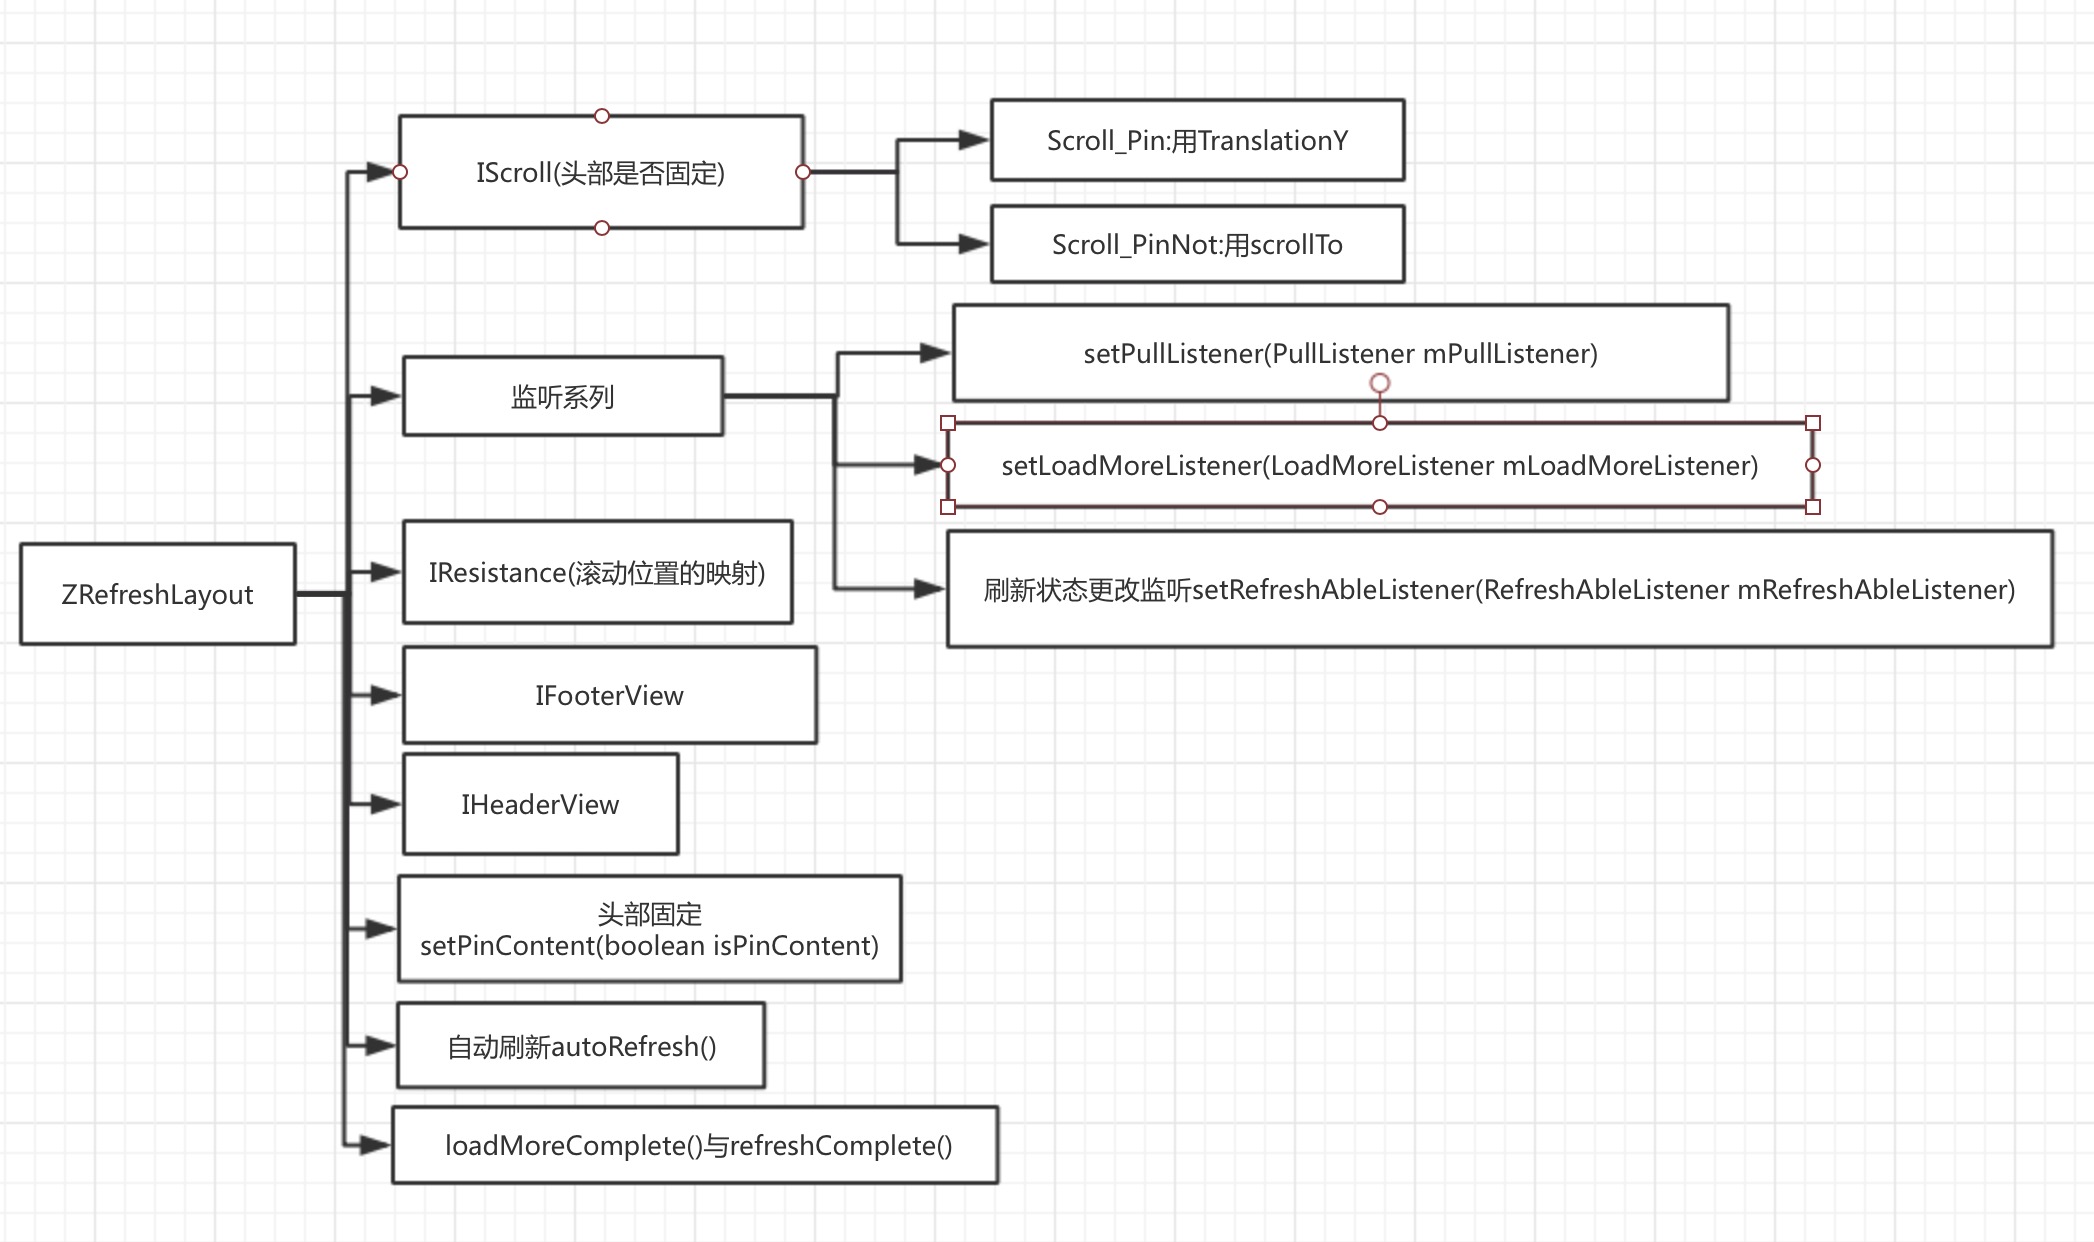 ZRefreshLayout
IScroll(头部是否固定)
Scroll_Pin:用TranslationY
Scroll_PinNot:用scrollTo
监听系列
setPullListener(PullListener mPullListener)
setLoadMoreListener(LoadMoreListener mLoadMoreListener)
刷新状态更改监听setRefreshAbleListener(RefreshAbleListener mRefreshAbleListener)
IResistance(滚动位置的映射)
IFooterView
IHeaderView
头部固定
setPinContent(boolean isPinContent)
自动刷新autoRefresh()
loadMoreComplete()与refreshComplete()